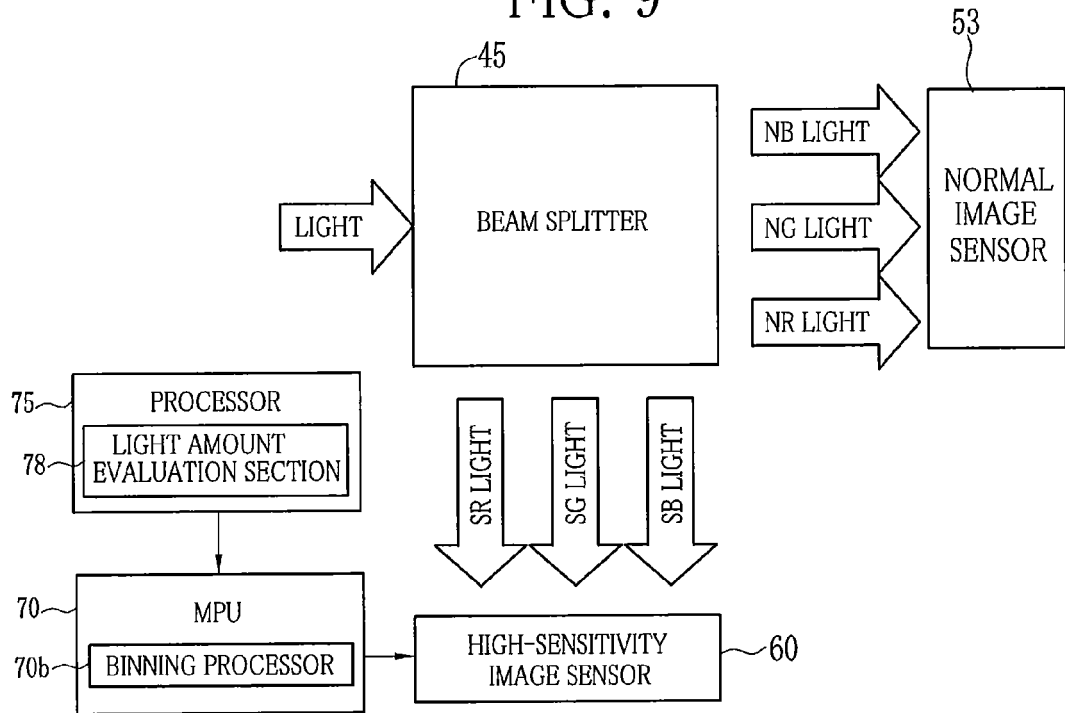 FIG. 9
45
53
LIGHT
BEAM SPLITTER
NB LIGHT
NG LIGHT
NR LIGHT
NORMAL
IMAGE
SENSOR
75
PROCESSOR
78
LIGHT AMOUNT
EVALUATION SECTION
SR LIGHT
SG LIGHT
SB LIGHT
70
MPU
70b
BINNING PROCESSOR
HIGH-SENSITIVITY
IMAGE SENSOR
60